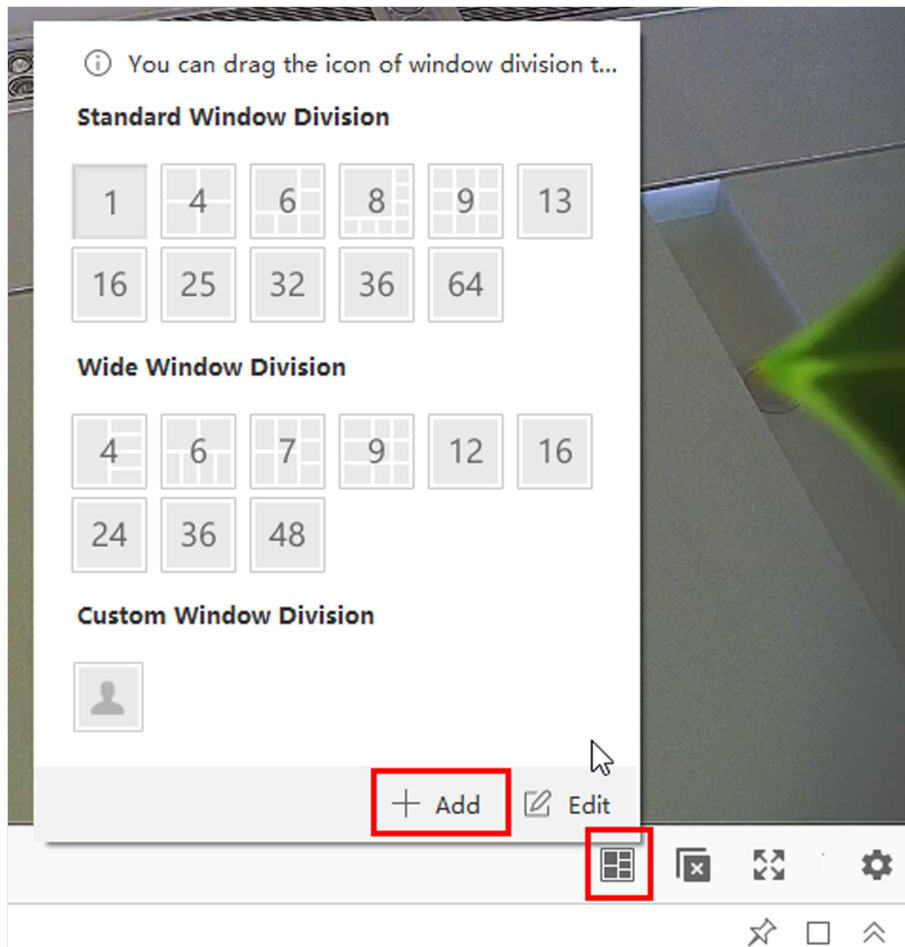 You can drag the icon of window division t...
Standard Window Division
1 4 6 8 9 13
16 25 32 36 64
Wide Window Division
4 6 7 9 12 16
24 36 48
Custom Window Division
Add Edit